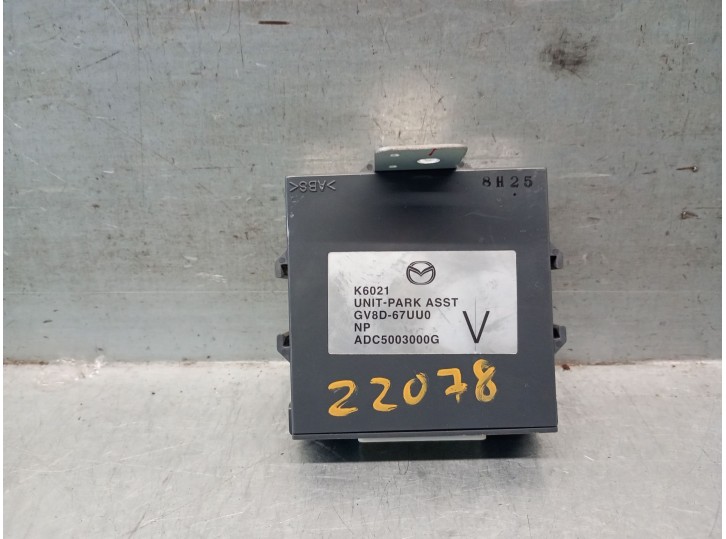 >ABS<
8H25
K6021
UNIT-PARK ASST
GV8D-67UU0
NP
ADC5003000G
V
22078